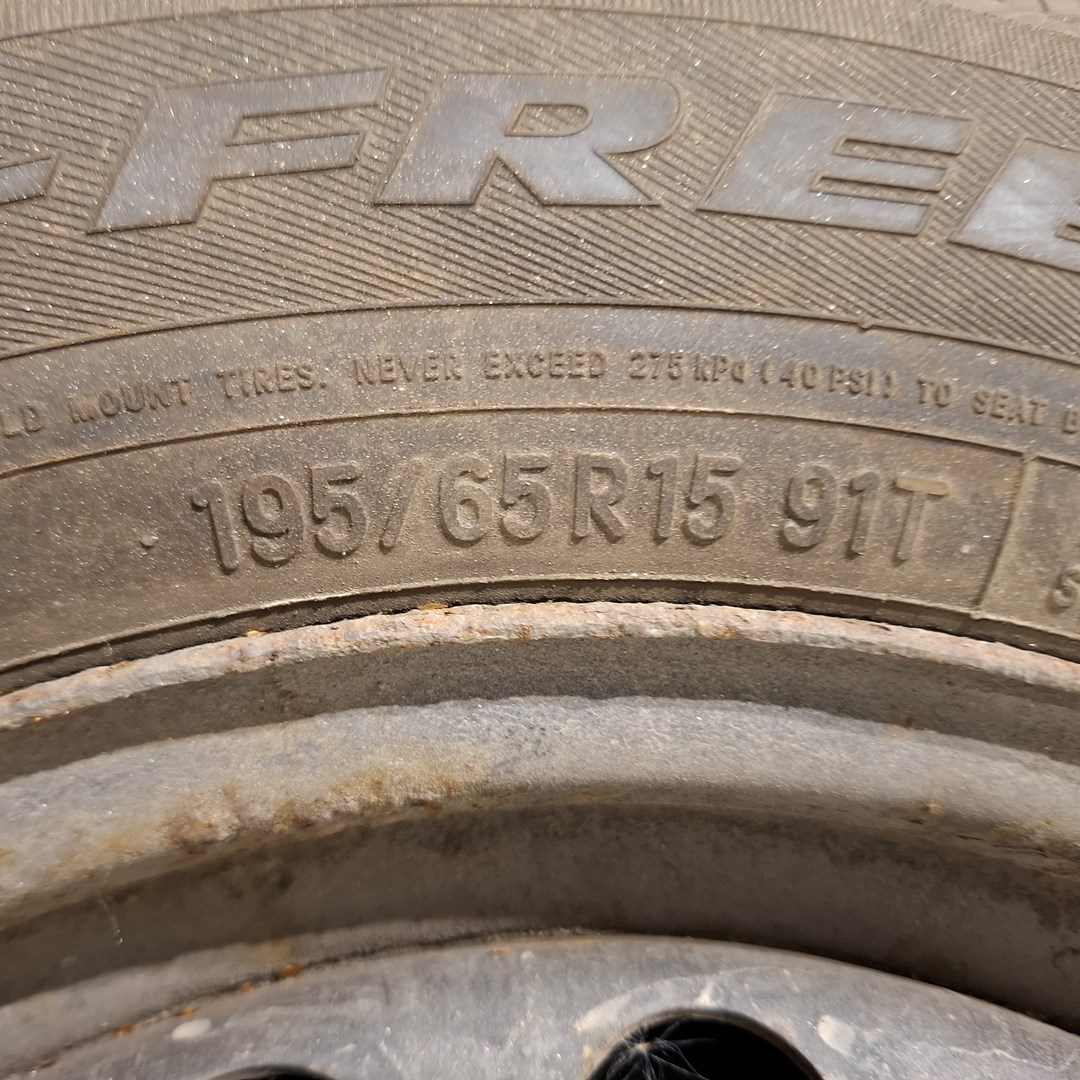 FREE
LD MOUNT TIRES. NEVER EXCEED 275 kPa (40 PSI) TO SEAT B
195/65R15 91T
S